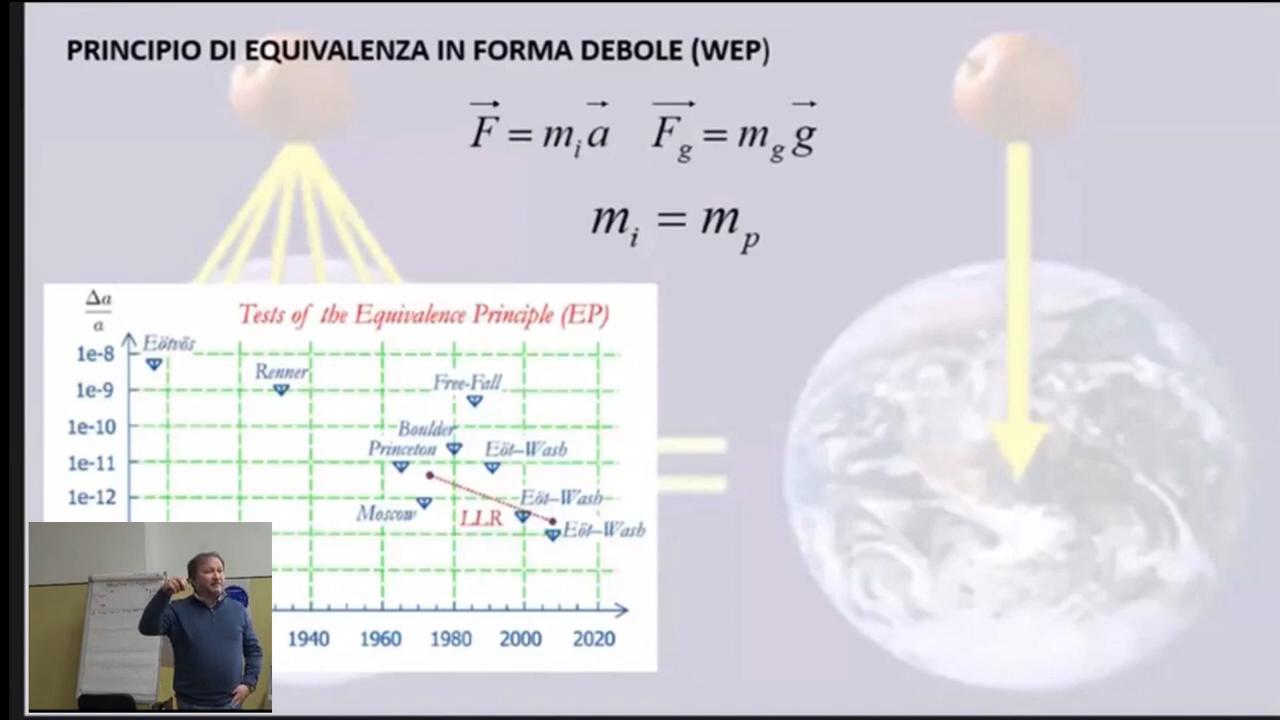 PRINCIPIO DI EQUIVALENZA IN FORMA DEBOLE (WEP)
F = m_i a F_g = m_g g
m_i = m_p
Δa
a
Tests of the Equivalence Principle (EP)
Eötvös
1e-8
Renner
Free-Fall
1e-9
1e-10
Boulder
Princeton
Eöt-Wash
1e-11
1e-12
Eöt-Wash
Moscow
LLR
Eöt-Wash
1940 1960 1980 2000 2020